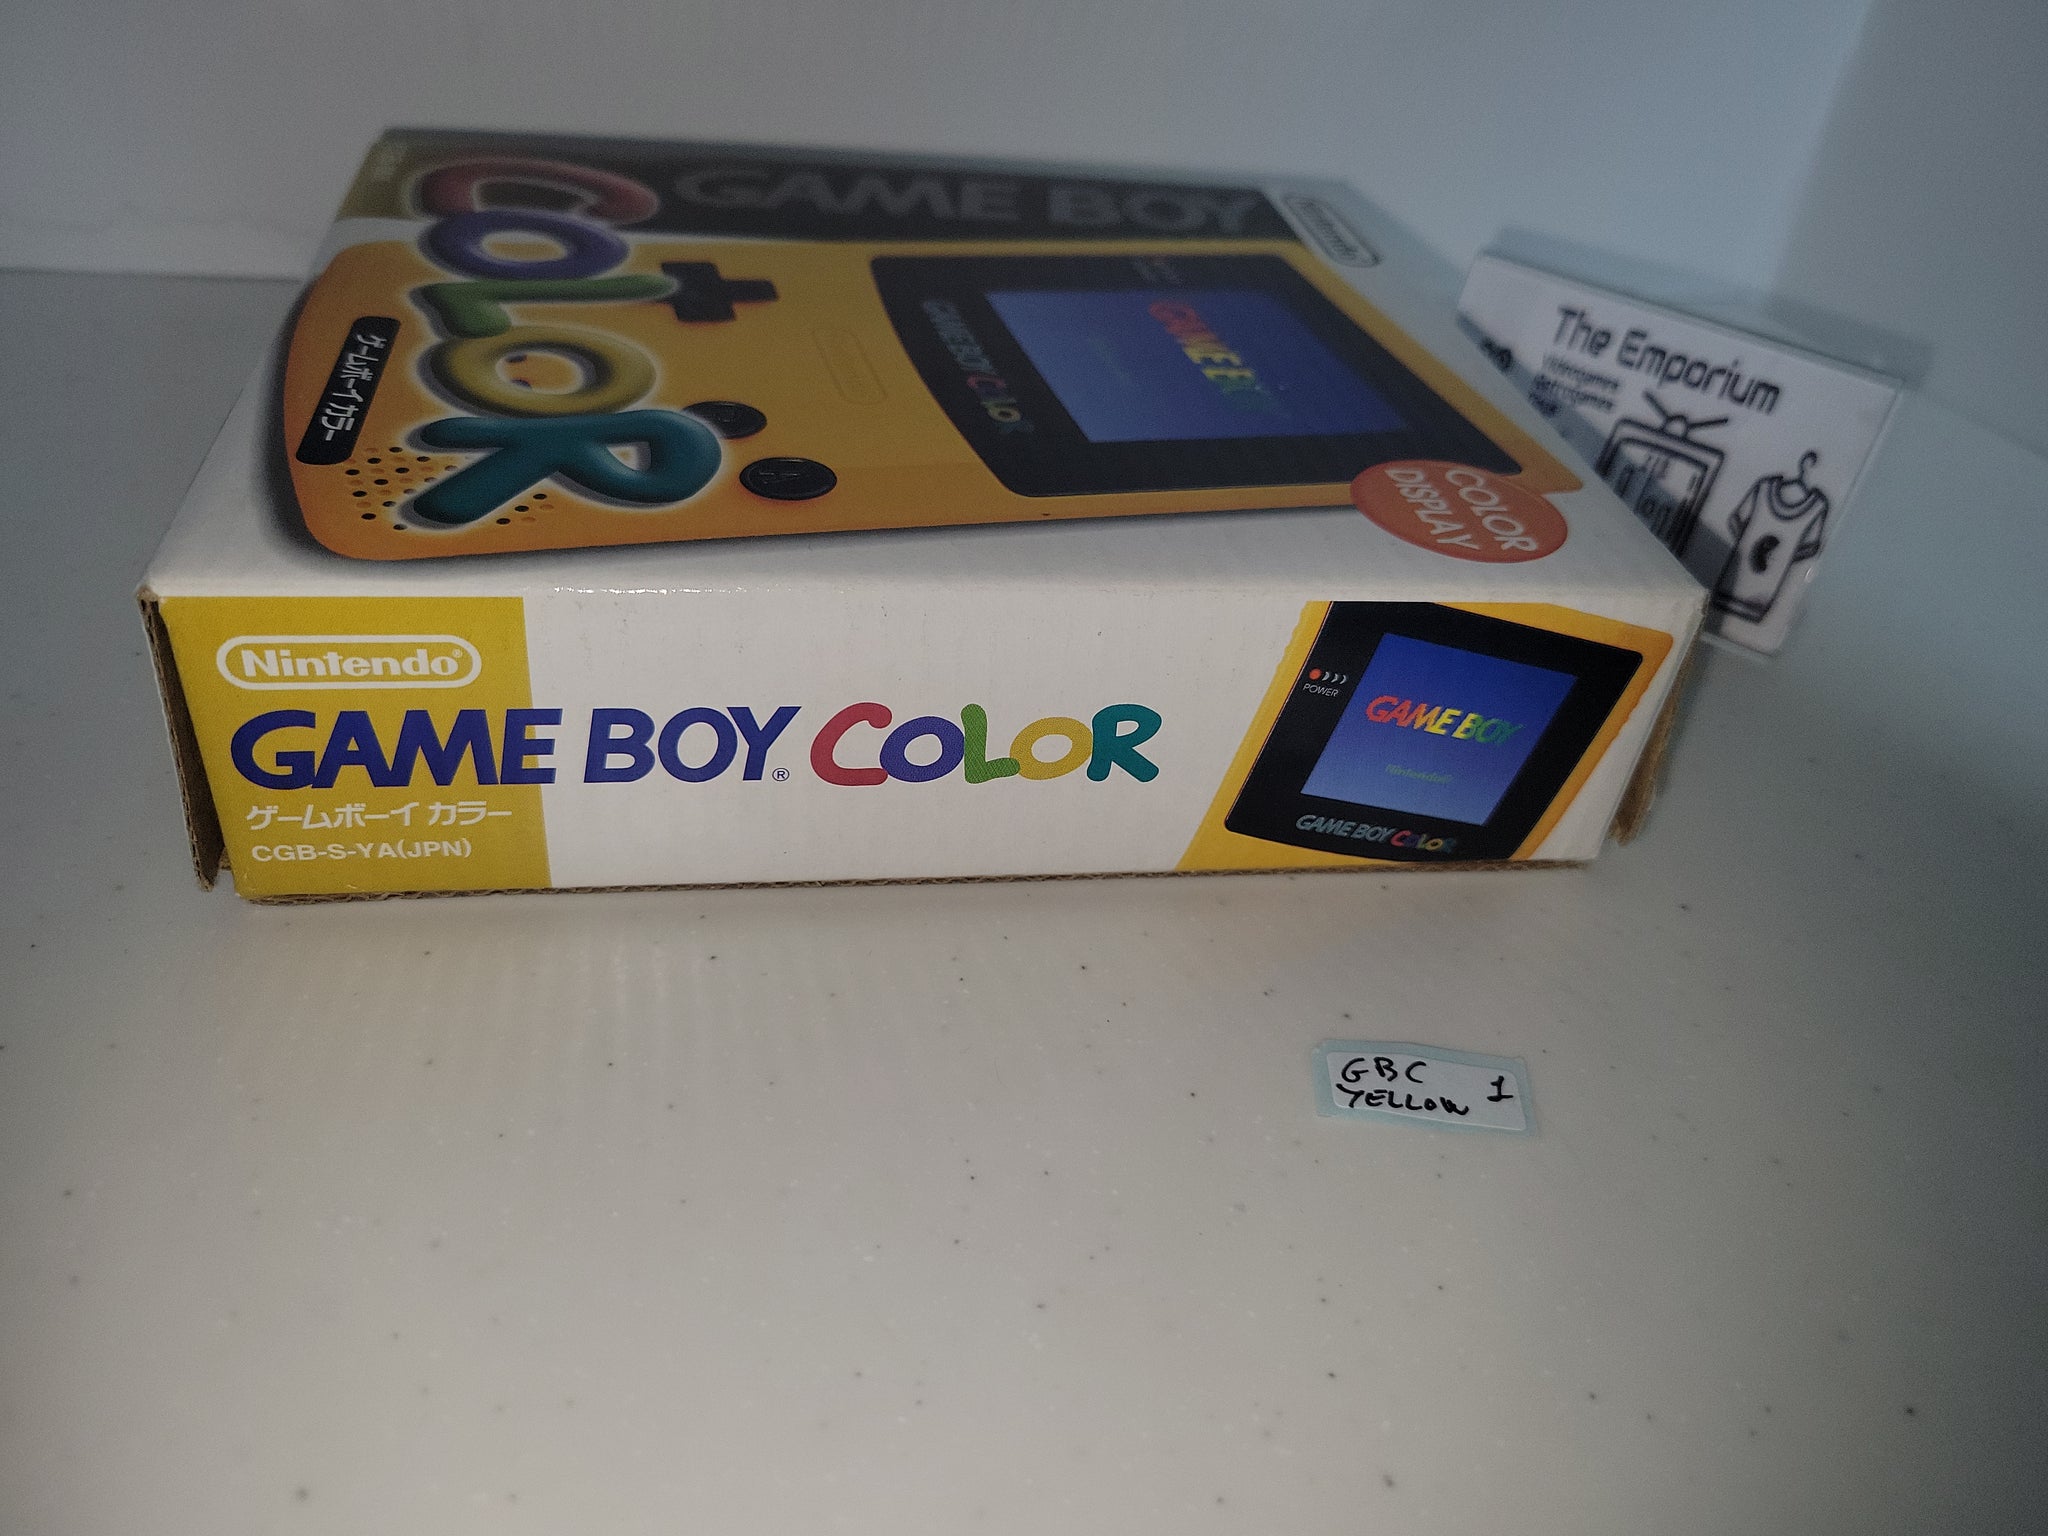 GAME BOY
Nintendo
COLOR
ゲームボーイ カラー
GAME BOY
GAME BOY COLOR
A
COLOR
DISPLAY
The Emporium
Nintendo®
GAME BOY® COLOR
ゲームボーイ カラー
CGB-S-YA(JPN)
POWER
GAME BOY
Nintendo®
GAME BOY COLOR
GBC
YELLOW 1